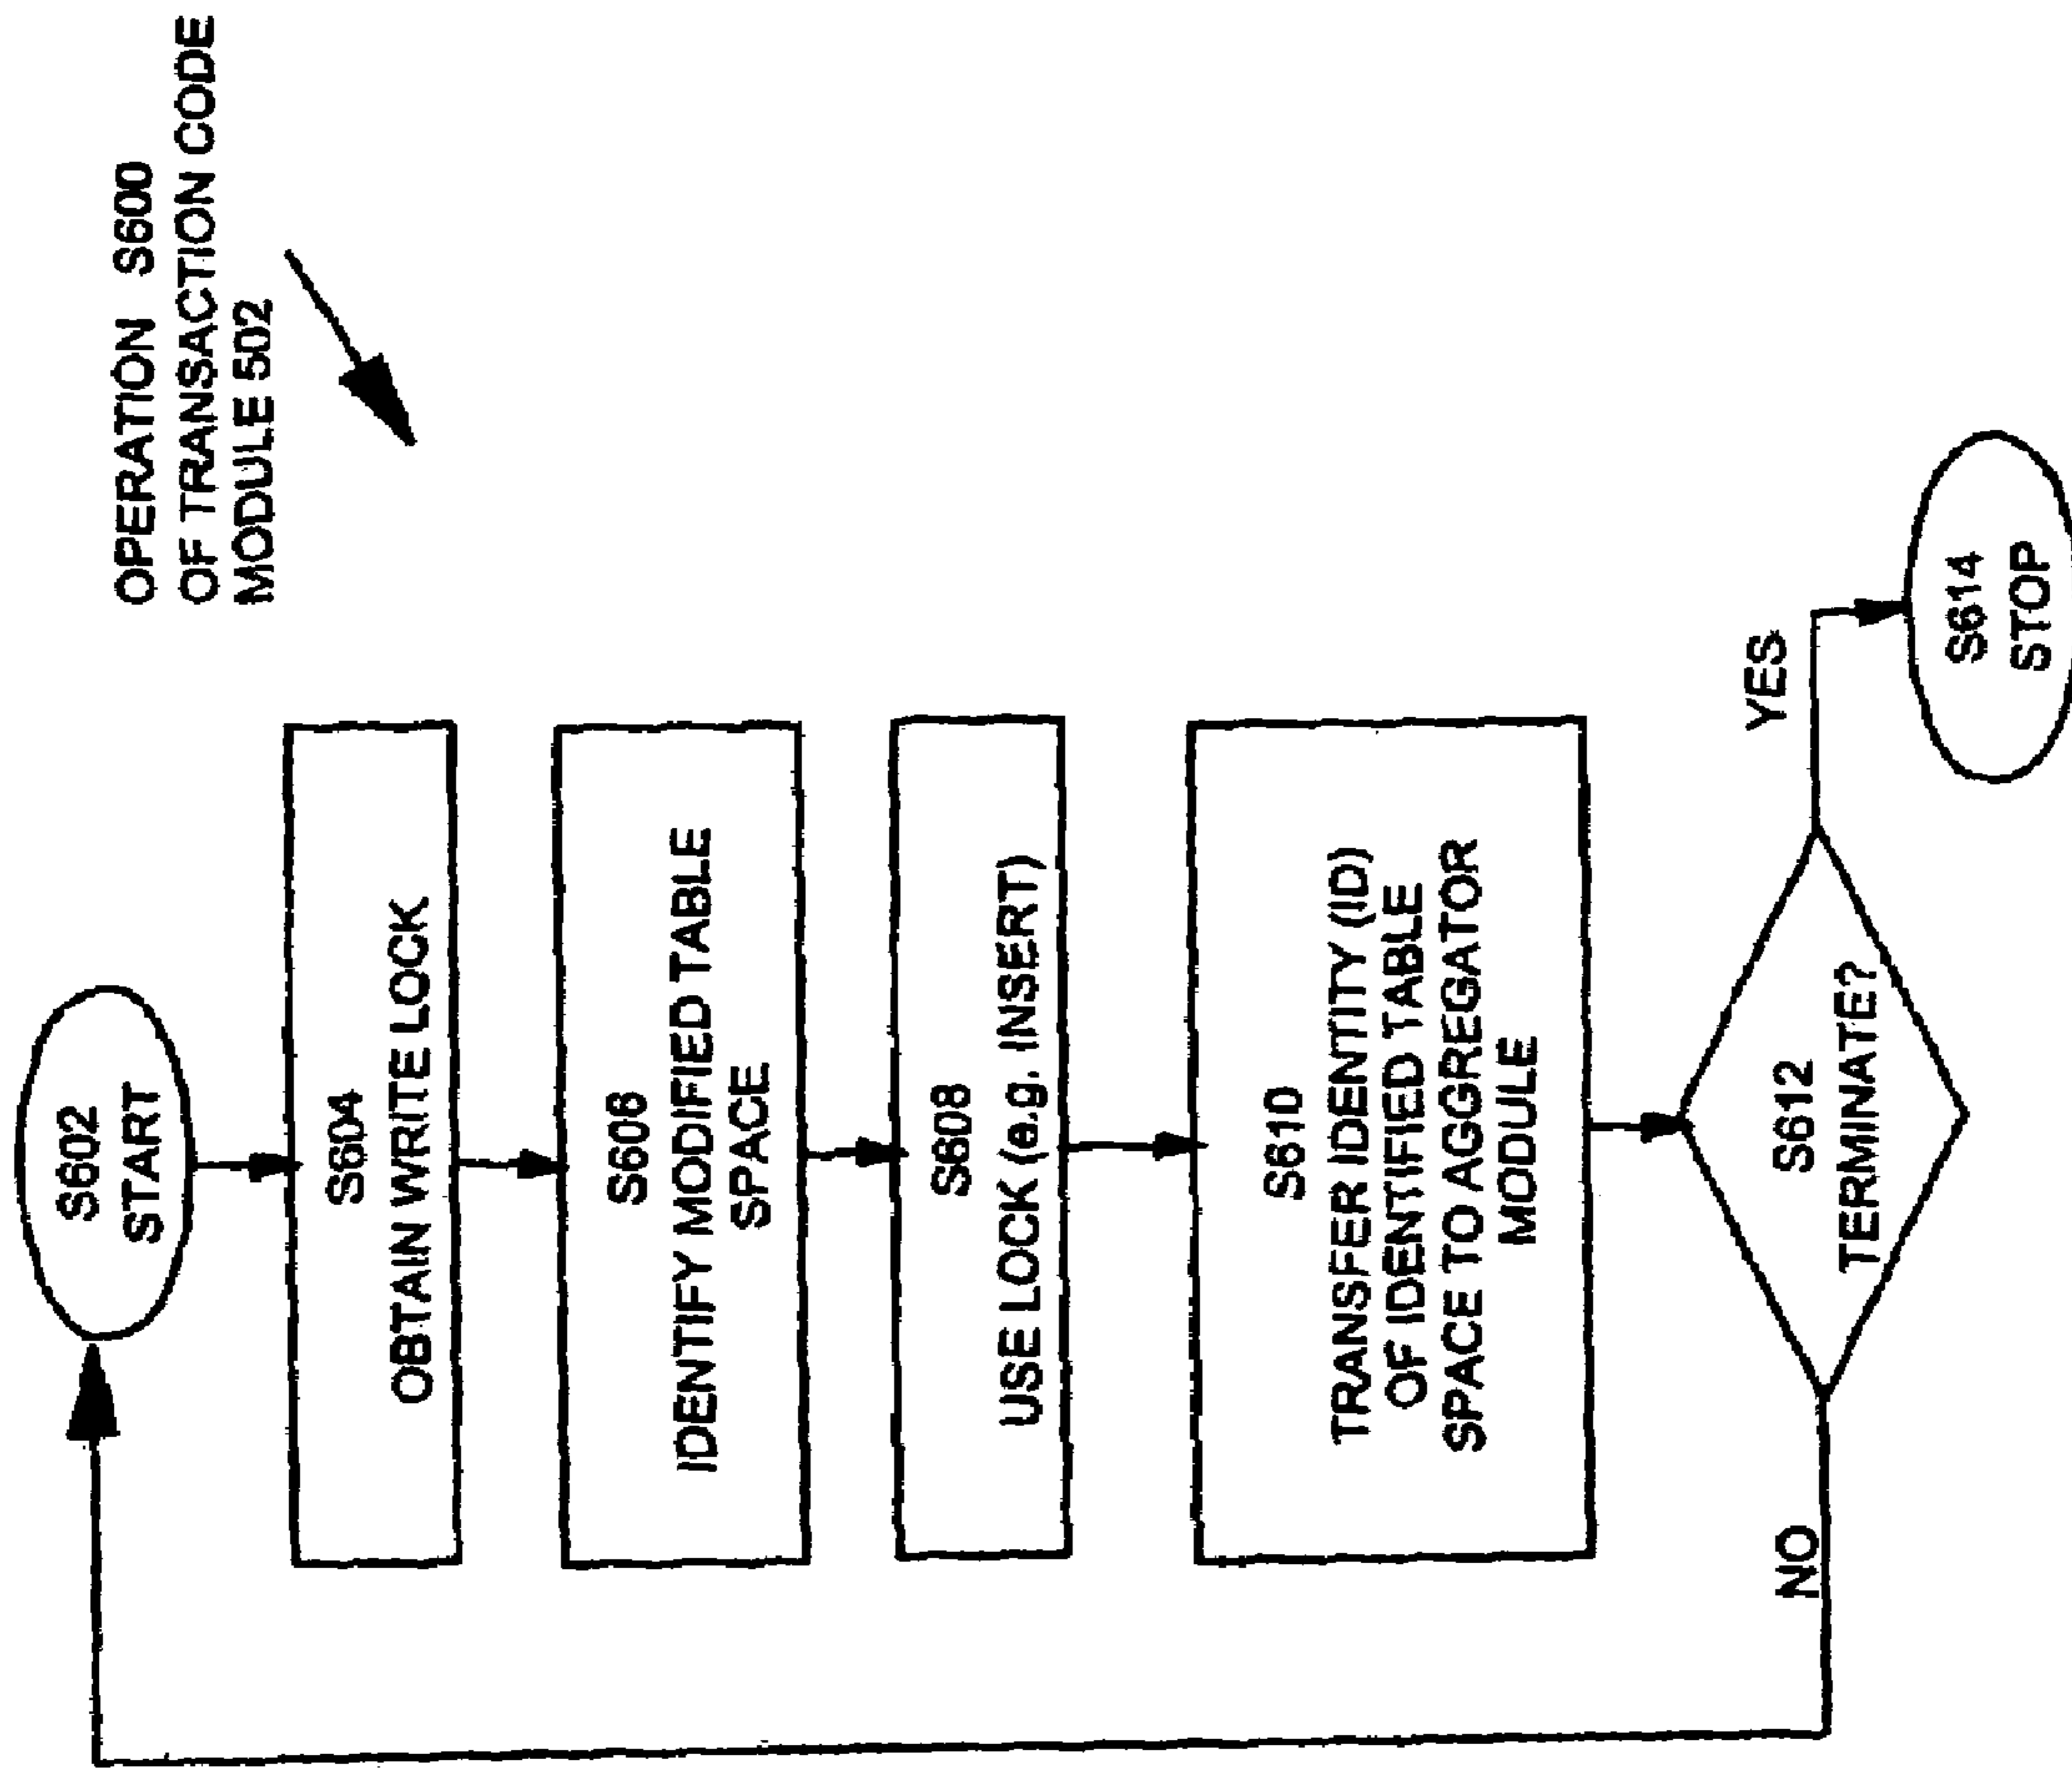 OPERATION S600
OF TRANSACTION CODE
MODULE 502
S602
START
S604
OBTAIN WRITE LOCK
S606
IDENTIFY MODIFIED TABLE
SPACE
S608
USE LOCK (e.g. INSERT)
S610
TRANSFER IDENTITY (ID)
OF IDENTIFIED TABLE
SPACE TO AGGREGATOR
MODULE
S612
TERMINATE?
NO
YES
S614
STOP